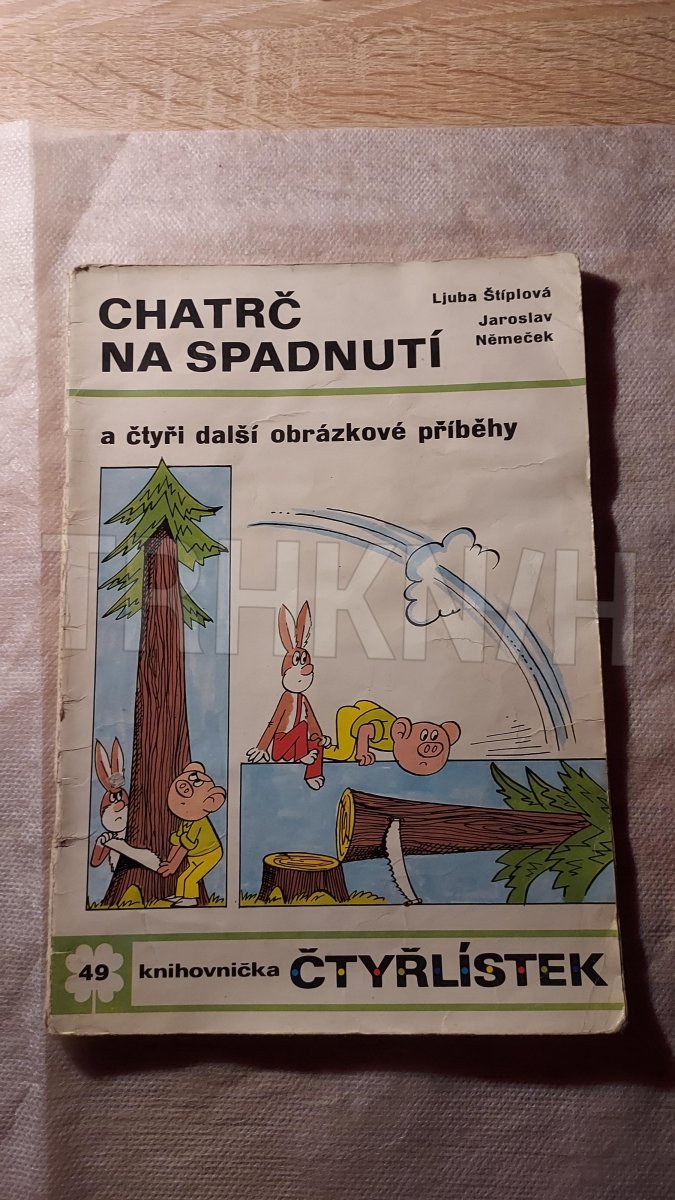 CHATRČ
NA SPADNUTÍ
Ljuba Štíplová
Jaroslav
Němeček
a čtyři další obrázkové příběhy
49
knihovnička
ČTYŘLÍSTEK